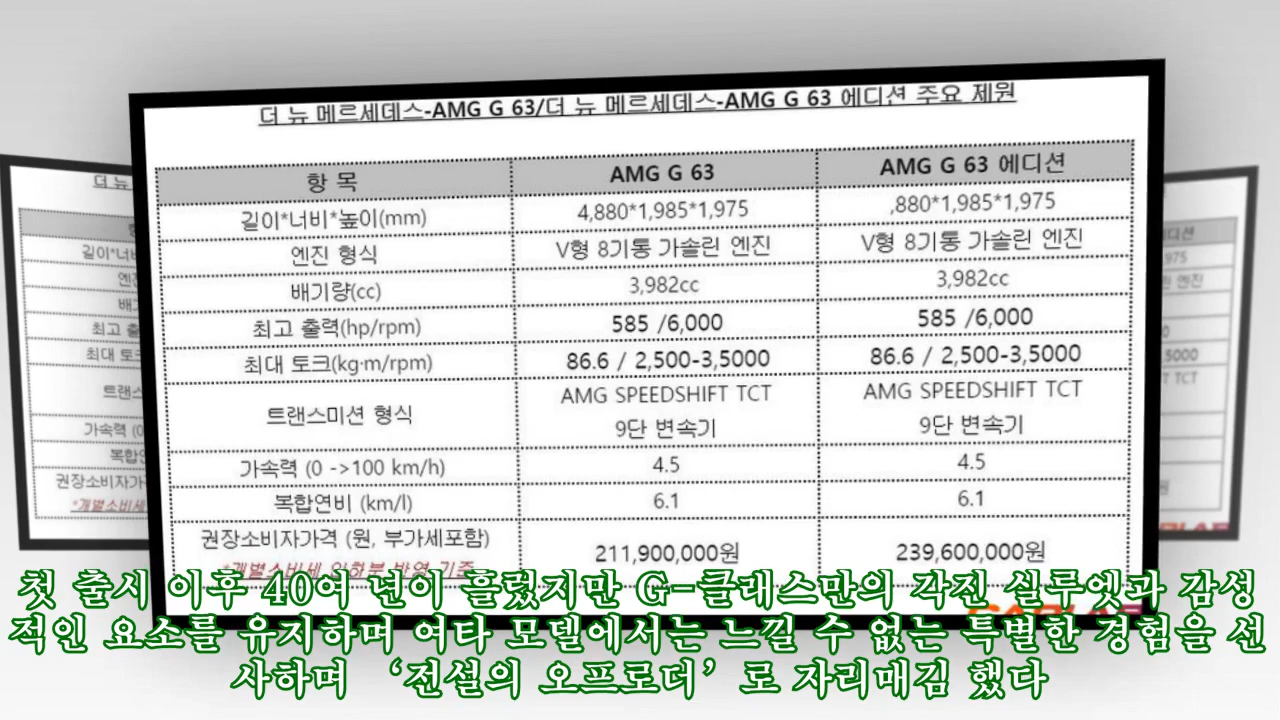 더 뉴 메르세데스-AMG G 63/더 뉴 메르세데스-AMG G 63 에디션 주요 제원
항 목 AMG G 63 AMG G 63 에디션
길이*너비*높이(mm) 4,880*1,985*1,975 ,880*1,985*1,975
엔진 형식 V형 8기통 가솔린 엔진 V형 8기통 가솔린 엔진
배기량(cc) 3,982cc 3,982cc
최고 출력(hp/rpm) 585 /6,000 585 /6,000
최대 토크(kg·m/rpm) 86.6 / 2,500-3,5000 86.6 / 2,500-3,5000
트랜스미션 형식 AMG SPEEDSHIFT TCT AMG SPEEDSHIFT TCT
9단 변속기 9단 변속기
가속력 (0 ->100 km/h) 4.5 4.5
복합연비 (km/l) 6.1 6.1
권장소비자가격 (원, 부가세포함) 211,900,000원 239,600,000원
*개별소비세 인하분 반영 기준
첫 출시 이후 40여 년이 흘렀지만 G-클래스만의 각진 실루엣과 감성
적인 요소를 유지하며 여타 모델에서는 느낄 수 없는 특별한 경험을 선
사하며 ‘전설의 오프로더’로 자리매김 했다